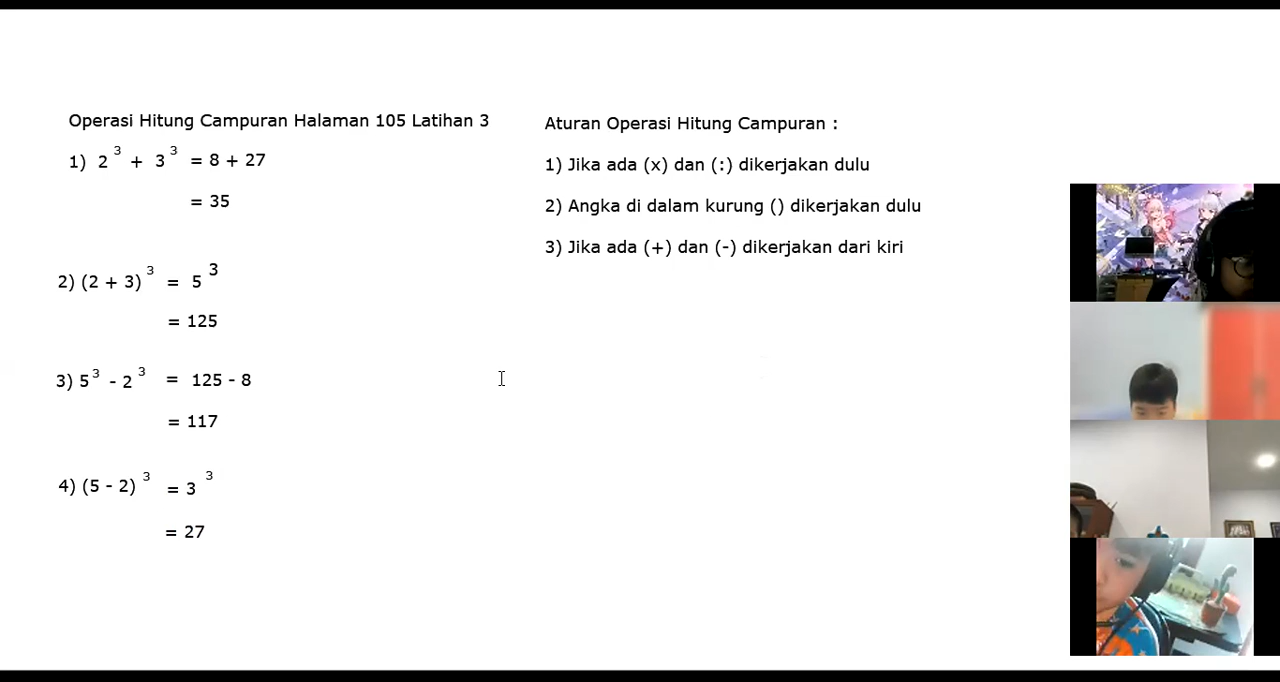 Operasi Hitung Campuran Halaman 105 Latihan 3
1) 2³ + 3³ = 8 + 27
= 35
2) (2 + 3)³ = 5³
= 125
3) 5³ - 2³ = 125 - 8
= 117
4) (5 - 2)³ = 3³
= 27
Aturan Operasi Hitung Campuran :
1) Jika ada (x) dan (:) dikerjakan dulu
2) Angka di dalam kurung () dikerjakan dulu
3) Jika ada (+) dan (-) dikerjakan dari kiri